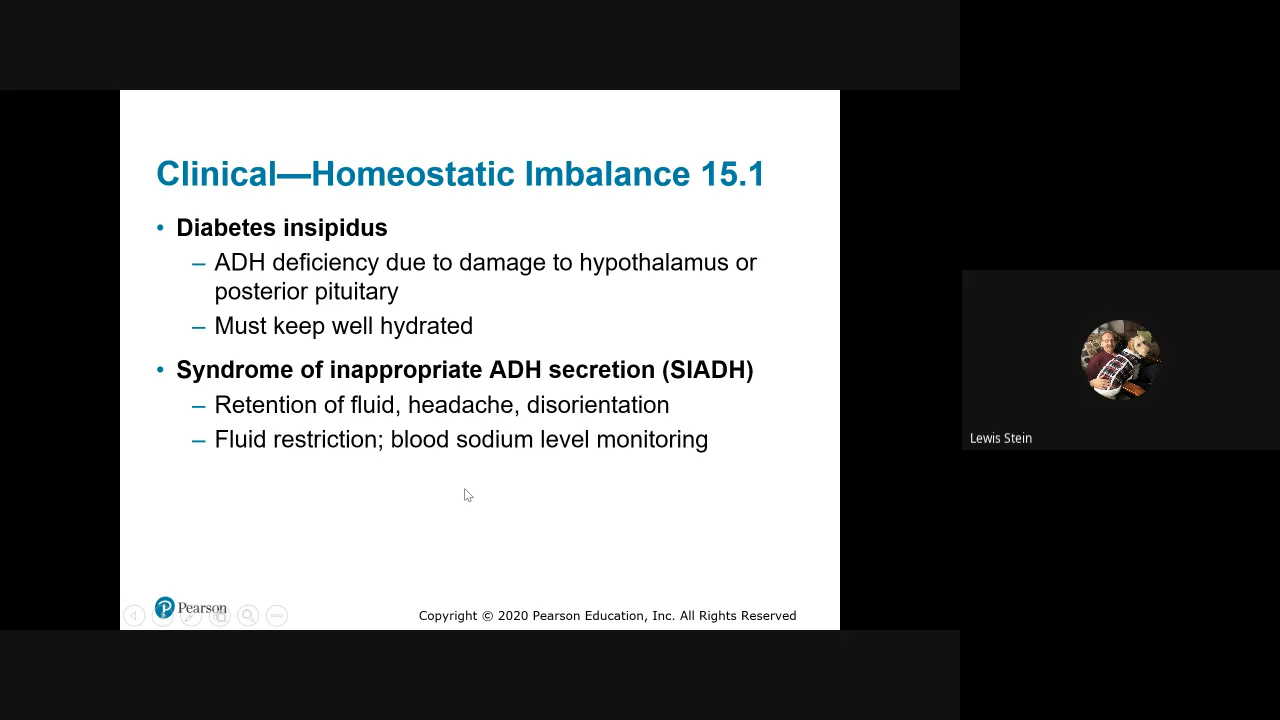 Clinical—Homeostatic Imbalance 15.1
• Diabetes insipidus
– ADH deficiency due to damage to hypothalamus or
posterior pituitary
– Must keep well hydrated
• Syndrome of inappropriate ADH secretion (SIADH)
– Retention of fluid, headache, disorientation
– Fluid restriction; blood sodium level monitoring
Lewis Stein
Pearson
Copyright © 2020 Pearson Education, Inc. All Rights Reserved